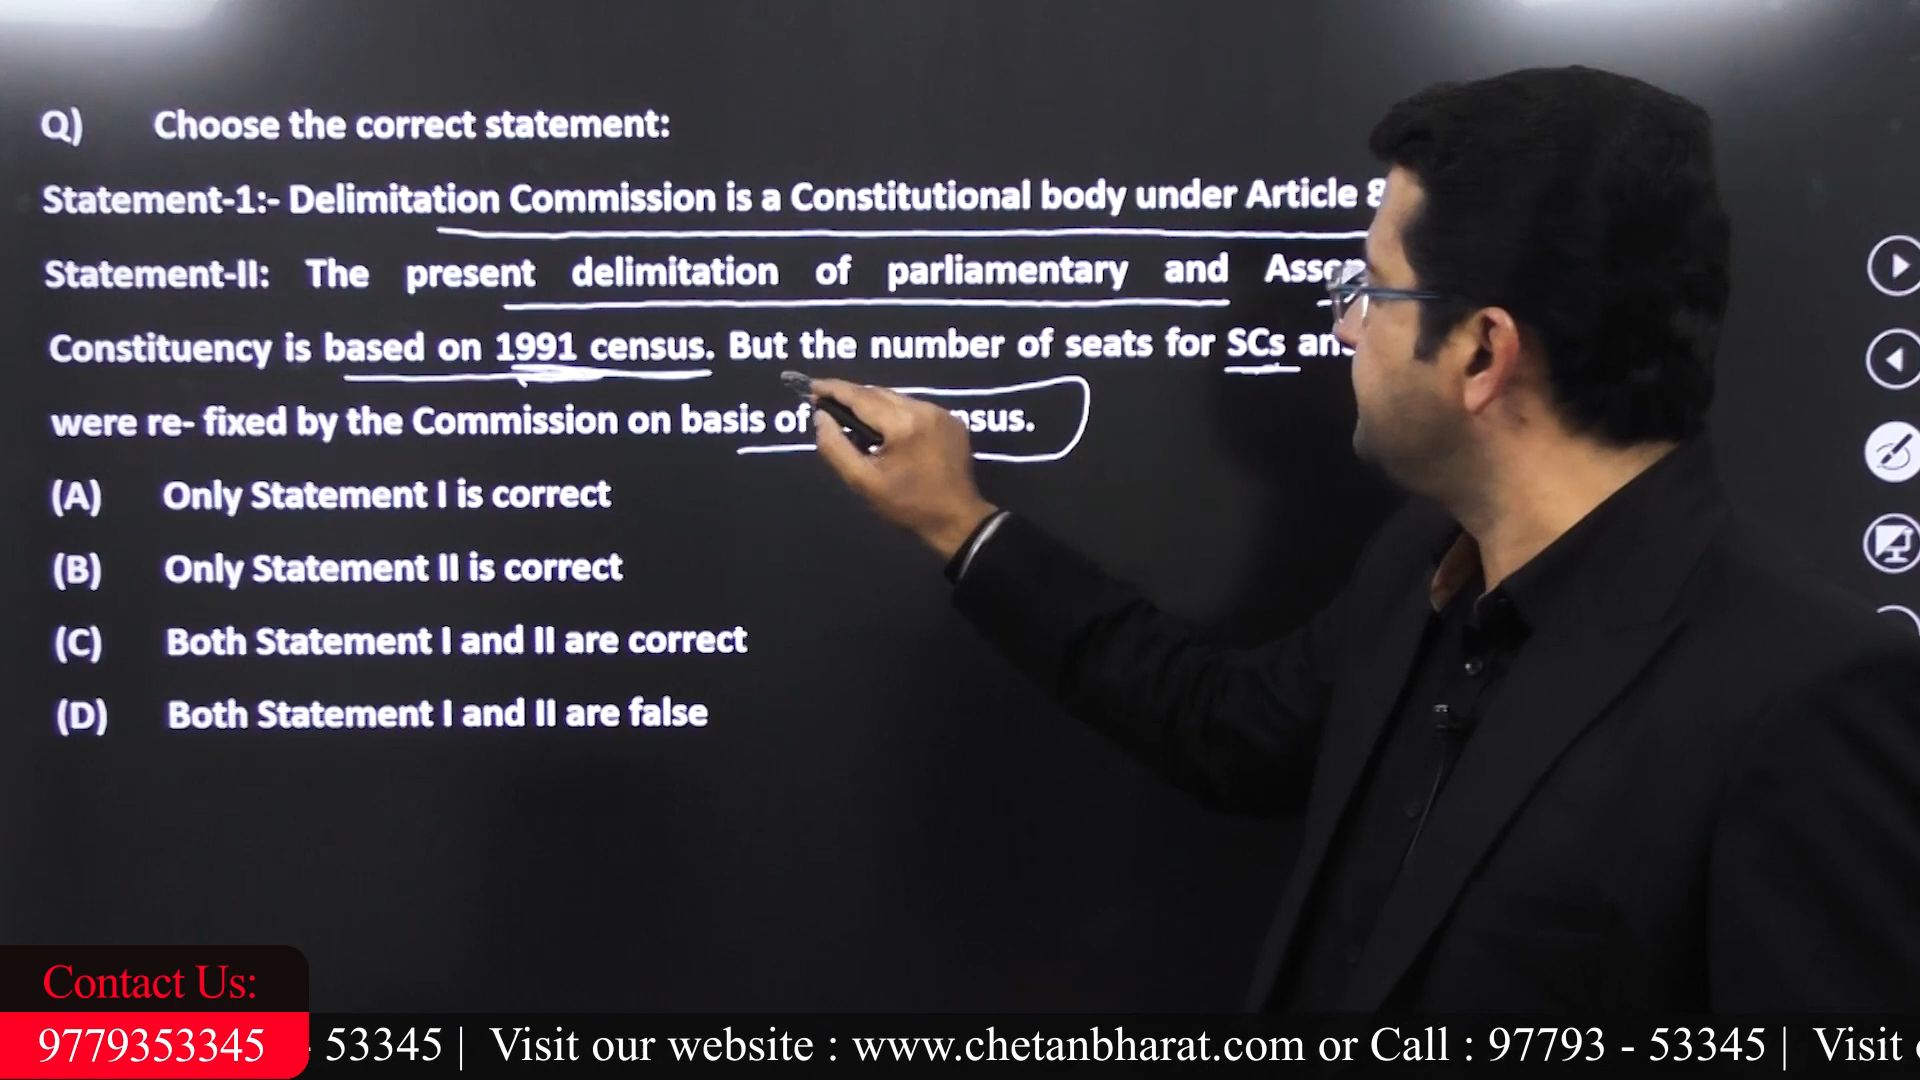 Q) Choose the correct statement:
Statement-1:- Delimitation Commission is a Constitutional body under Article 8
Statement-II: The present delimitation of parliamentary and
Constituency is based on 1991 census. But the number of seats for SCs
were re- fixed by the Commission on basis of
(A) Only Statement I is correct
(B) Only Statement II is correct
(C) Both Statement I and II are correct
(D) Both Statement I and II are false
Contact Us:
9779353345
53345 | Visit our website : www.chetanbharat.com or Call : 97793 - 53345 | Visit